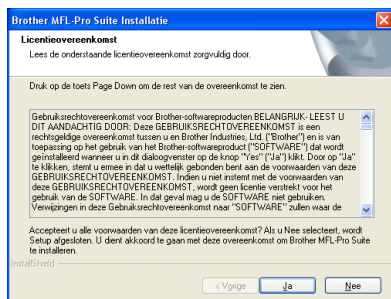 Brother MFL-Pro Suite Installatie
Licentieovereenkomst
Lees de onderstaande licentieovereenkomst zorgvuldig door.
Druk op de toets Page Down om de rest van de overeenkomst te zien.
Gebruiksrechtovereenkomst voor Brother-softwareproducten BELANGRIJK- LEEST U
DIT AANDACHTIG DOOR: Deze GEBRUIKSRECHTOVEREENKOMST is een
rechtsgeldige overeenkomst tussen u en Brother Industries, Ltd. ("Brother") en is van
toepassing op het gebruik van het Brother-softwareproduct ("SOFTWARE") dat wordt
geïnstalleerd wanneer u in dit dialoogvenster op de knop "Yes" ("Ja") klikt. Door op "Ja"
te klikken, stemt u ermee in dat u wettelijk gebonden bent aan de voorwaarden van deze
GEBRUIKSRECHTOVEREENKOMST. Indien u niet instemt met de voorwaarden van
deze GEBRUIKSRECHTOVEREENKOMST, wordt geen licentie verstrekt voor het
gebruik van de SOFTWARE. In dat geval mag u de SOFTWARE niet gebruiken.
Verwijzingen in deze Gebruiksrechtovereenkomst naar "SOFTWARE" zullen waar de
Accepteert u alle voorwaarden van deze licentieovereenkomst? Als u Nee selecteert, wordt
Setup afgesloten. U dient akkoord te gaan met deze overeenkomst om Brother MFL-Pro Suite
te installeren.
InstallShield
< Vorige
Ja
Nee